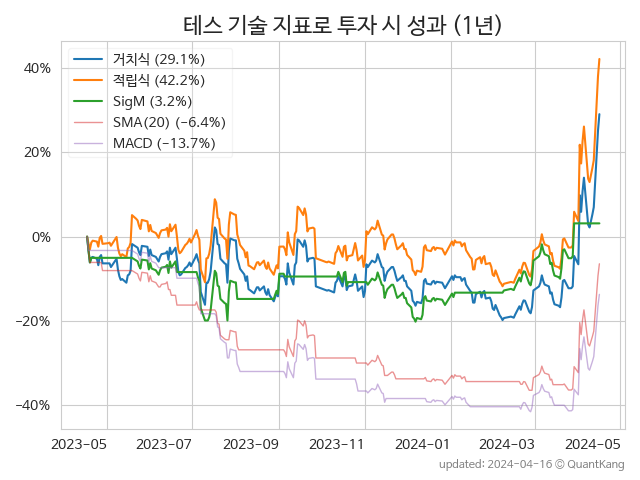 테스 기술 지표로 투자 시 성과 (1년)
거치식 (29.1%)
적립식 (42.2%)
SigM (3.2%)
SMA(20) (−6.4%)
MACD (−13.7%)
40%
20%
0%
−20%
−40%
2023-05 2023-07 2023-09 2023-11 2024-01 2024-03 2024-05
updated: 2024-04-16 © QuantKang